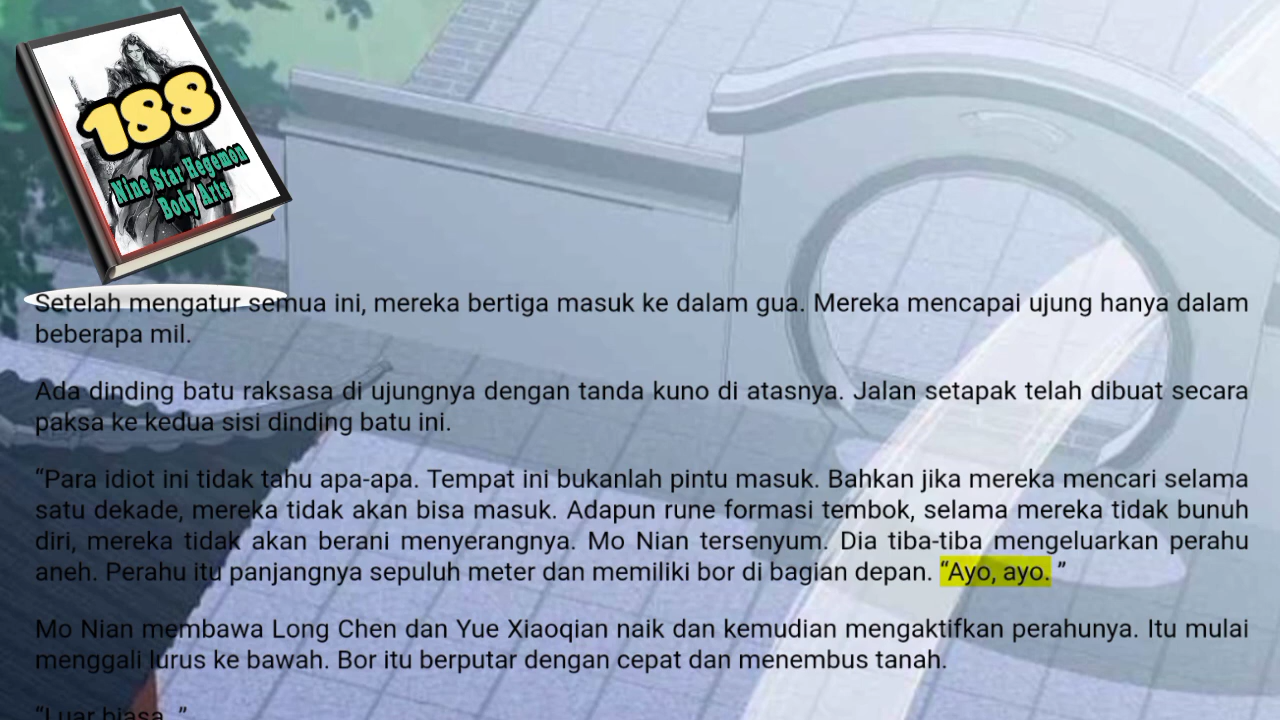 188
Nine Star Hegemon
Body Arts
Setelah mengatur semua ini, mereka bertiga masuk ke dalam gua. Mereka mencapai ujung hanya dalam
beberapa mil.
Ada dinding batu raksasa di ujungnya dengan tanda kuno di atasnya. Jalan setapak telah dibuat secara
paksa ke kedua sisi dinding batu ini.
“Para idiot ini tidak tahu apa-apa. Tempat ini bukanlah pintu masuk. Bahkan jika mereka mencari selama
satu dekade, mereka tidak akan bisa masuk. Adapun rune formasi tembok, selama mereka tidak bunuh
diri, mereka tidak akan berani menyerangnya. Mo Nian tersenyum. Dia tiba-tiba mengeluarkan perahu
aneh. Perahu itu panjangnya sepuluh meter dan memiliki bor di bagian depan. “Ayo, ayo. ”
Mo Nian membawa Long Chen dan Yue Xiaoqian naik dan kemudian mengaktifkan perahunya. Itu mulai
menggali lurus ke bawah. Bor itu berputar dengan cepat dan menembus tanah.
“Luar biasa. ”